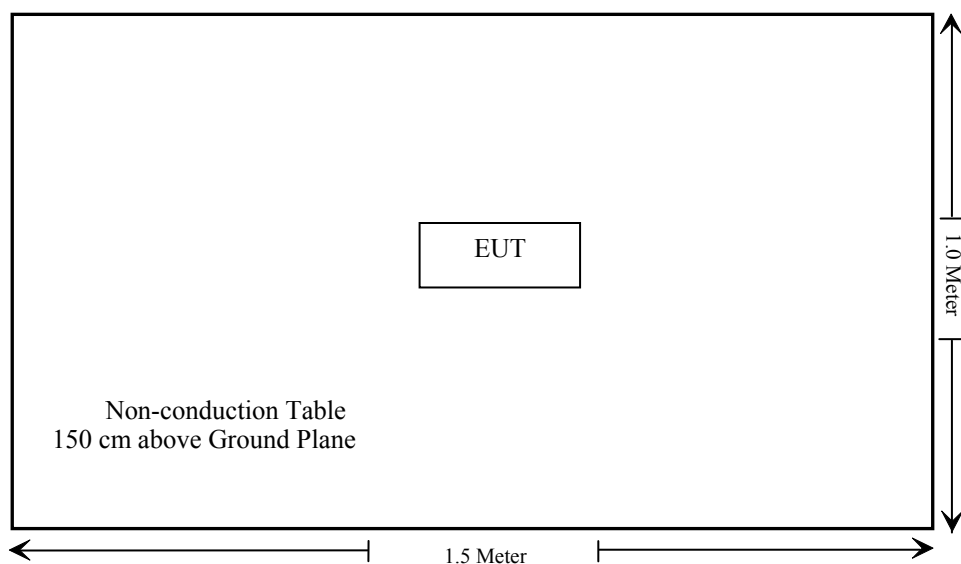 EUT
1.0 Meter
Non-conduction Table
150 cm above Ground Plane
1.5 Meter